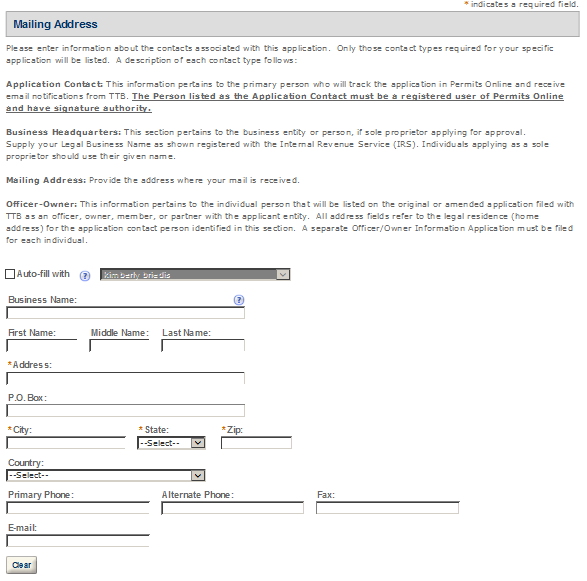 * indicates a required field.
Mailing Address
Please enter information about the contacts associated with this application. Only those contact types required for your specific
application will be listed. A description of each contact type follows:
Application Contact: This information pertains to the primary person who will track the application in Permits Online and receive
email notifications from TTB. The Person listed as the Application Contact must be a registered user of Permits Online
and have signature authority.
Business Headquarters: This section pertains to the business entity or person, if sole proprietor applying for approval.
Supply your Legal Business Name as shown registered with the Internal Revenue Service (IRS). Individuals applying as a sole
proprietor should use their given name.
Mailing Address: Provide the address where your mail is received.
Officer-Owner: This information pertains to the individual person that will be listed on the original or amended application filed with
TTB as an officer, owner, member, or partner with the applicant entity. All address fields refer to the legal residence (home
address) for the application contact person identified in this section. A separate Officer/Owner Information Application must be filed
for each individual.
Auto-fill with ? kimberly briedis
Business Name: ?
First Name: Middle Name: Last Name:
*Address:
P.O. Box:
*City: *State: *Zip:
--Select--
Country:
--Select--
Primary Phone: Alternate Phone: Fax:
E-mail:
Clear